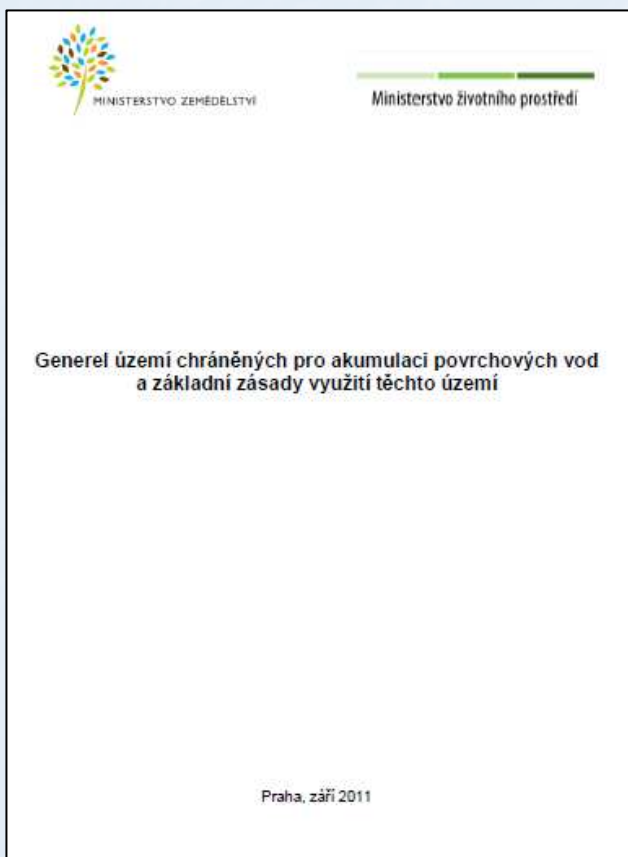 MINISTERSTVO ZEMĚDĚLSTVÍ
Ministerstvo životního prostředí
Generel území chráněných pro akumulaci povrchových vod
a základní zásady využití těchto území
Praha, září 2011